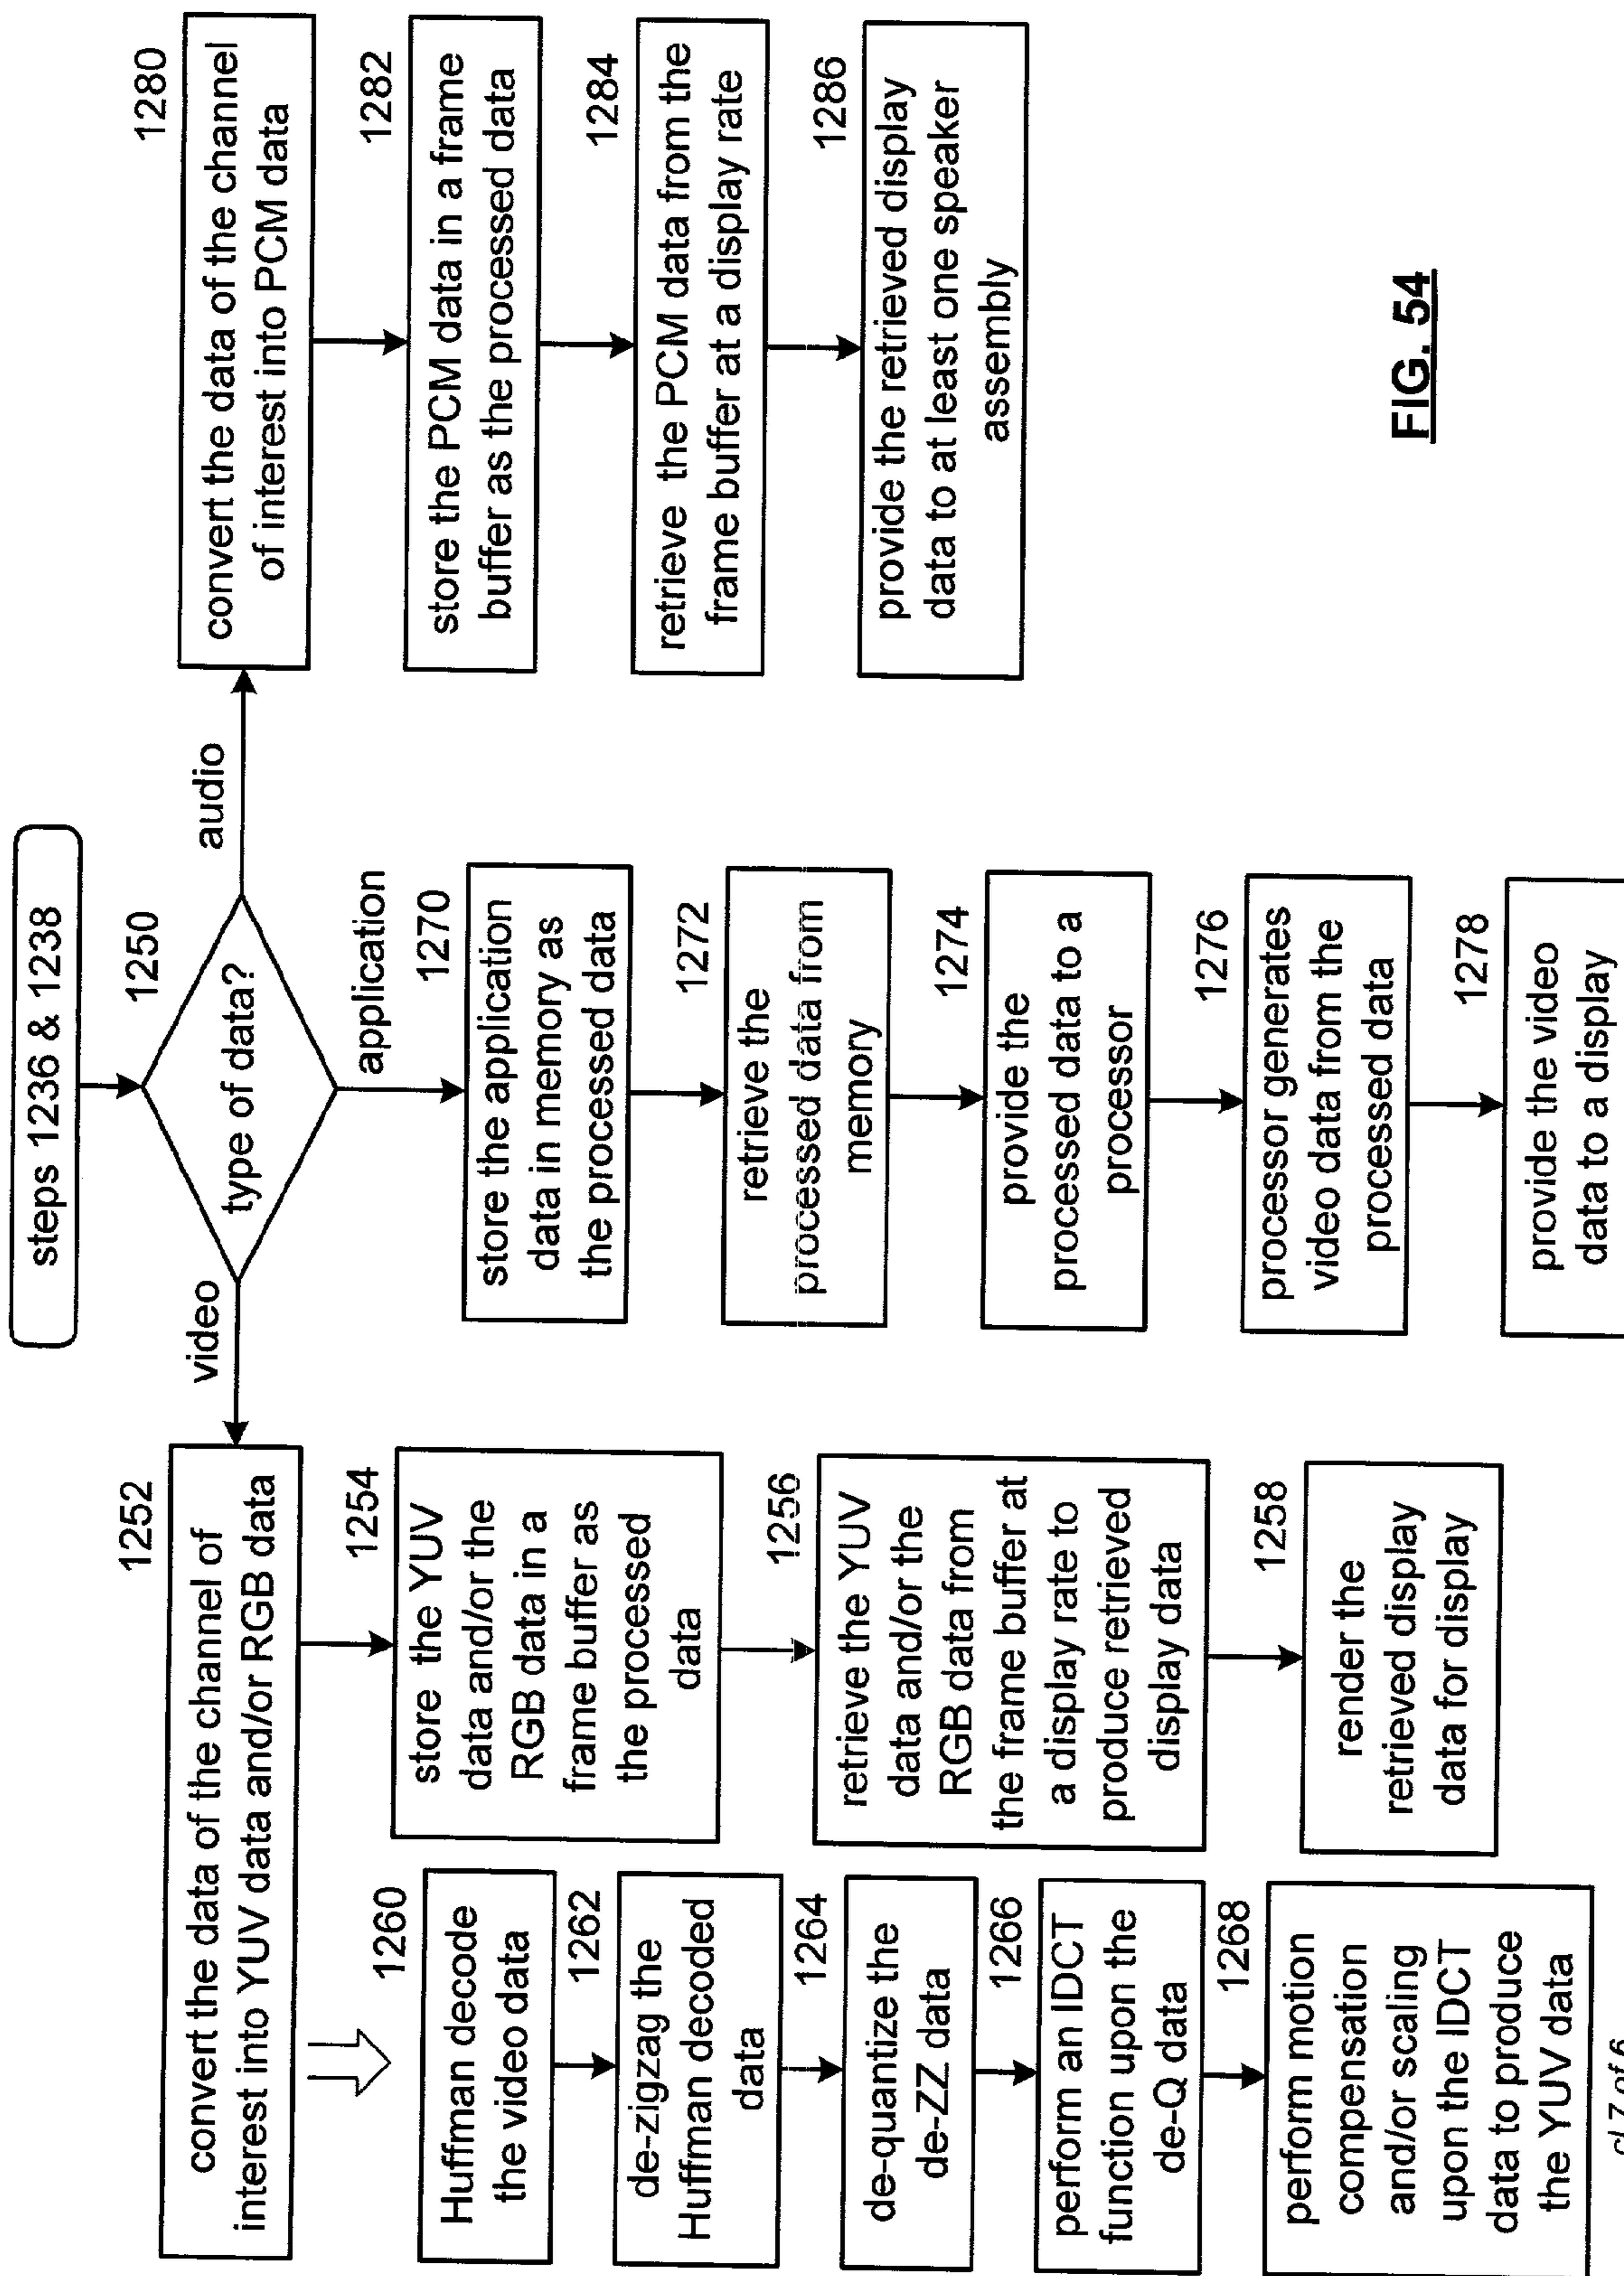 steps 1236 & 1238
1250
type of data?
video
application
audio
1252
convert the data of the channel of
interest into YUV data and/or RGB data
1254
store the YUV
data and/or the
RGB data in a
frame buffer as
the processed
data
1256
retrieve the YUV
data and/or the
RGB data from
the frame buffer at
a display rate to
produce retrieved
display data
1258
render the
retrieved display
data for display
1260
Huffman decode
the video data
1262
de-zigzag the
Huffman decoded
data
1264
de-quantize the
de-ZZ data
1266
perform an IDCT
function upon the
de-Q data
1268
perform motion
compensation
and/or scaling
upon the IDCT
data to produce
the YUV data
cl 7 of 6
1270
store the application
data in memory as
the processed data
1272
retrieve the
processed data from
memory
1274
provide the
processed data to a
processor
1276
processor generates
video data from the
processed data
1278
provide the video
data to a display
1280
convert the data of the channel
of interest into PCM data
1282
store the PCM data in a frame
buffer as the processed data
1284
retrieve the PCM data from the
frame buffer at a display rate
1286
provide the retrieved display
data to at least one speaker
assembly
FIG. 54